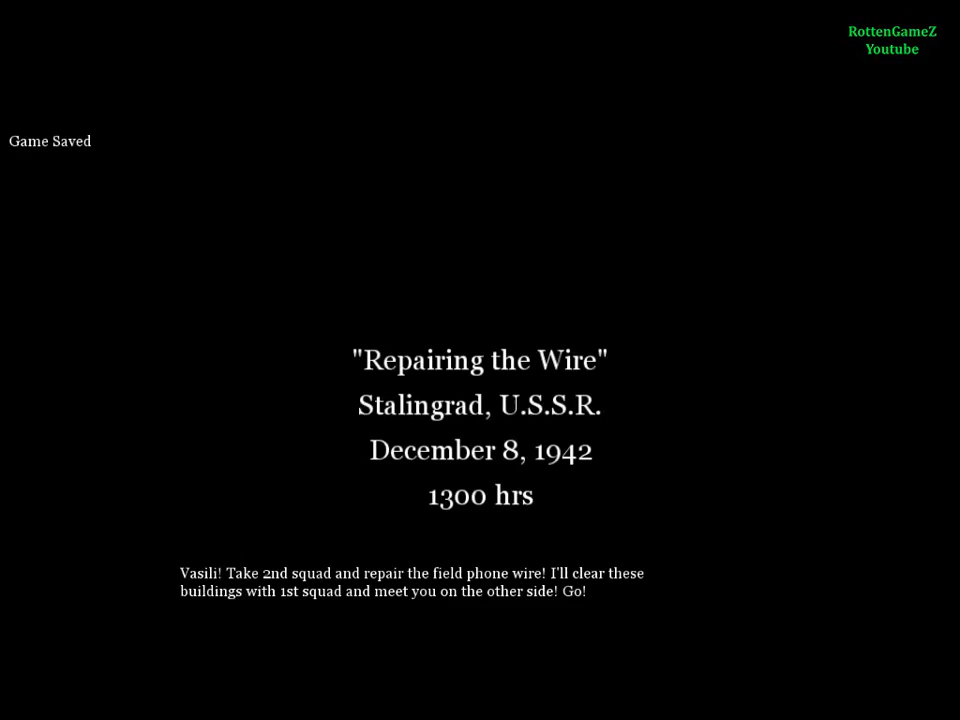 RottenGameZ
Youtube
Game Saved
"Repairing the Wire"
Stalingrad, U.S.S.R.
December 8, 1942
1300 hrs
Vasili! Take 2nd squad and repair the field phone wire! I'll clear these
buildings with 1st squad and meet you on the other side! Go!